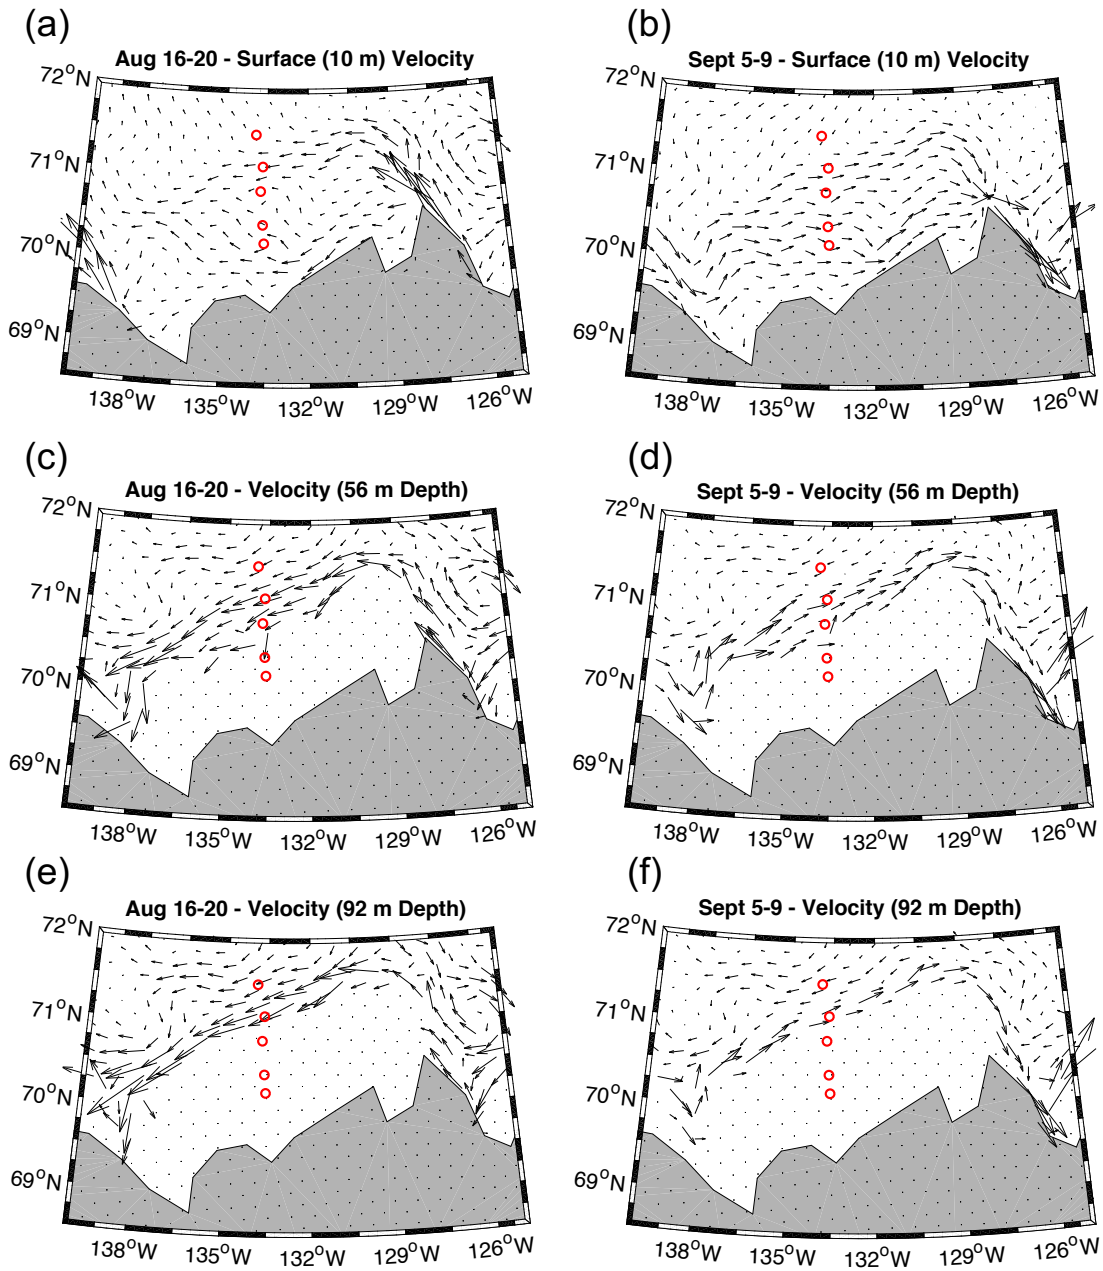 (a)
Aug 16-20 - Surface (10 m) Velocity
72°N
71°N
70°N
69°N
138°W
135°W
132°W
129°W
126°W
(b)
Sept 5-9 - Surface (10 m) Velocity
72°N
71°N
70°N
69°N
138°W
135°W
132°W
129°W
126°W
(c)
Aug 16-20 - Velocity (56 m Depth)
72°N
71°N
70°N
69°N
138°W
135°W
132°W
129°W
126°W
(d)
Sept 5-9 - Velocity (56 m Depth)
72°N
71°N
70°N
69°N
138°W
135°W
132°W
129°W
126°W
(e)
Aug 16-20 - Velocity (92 m Depth)
72°N
71°N
70°N
69°N
138°W
135°W
132°W
129°W
126°W
(f)
Sept 5-9 - Velocity (92 m Depth)
72°N
71°N
70°N
69°N
138°W
135°W
132°W
129°W
126°W